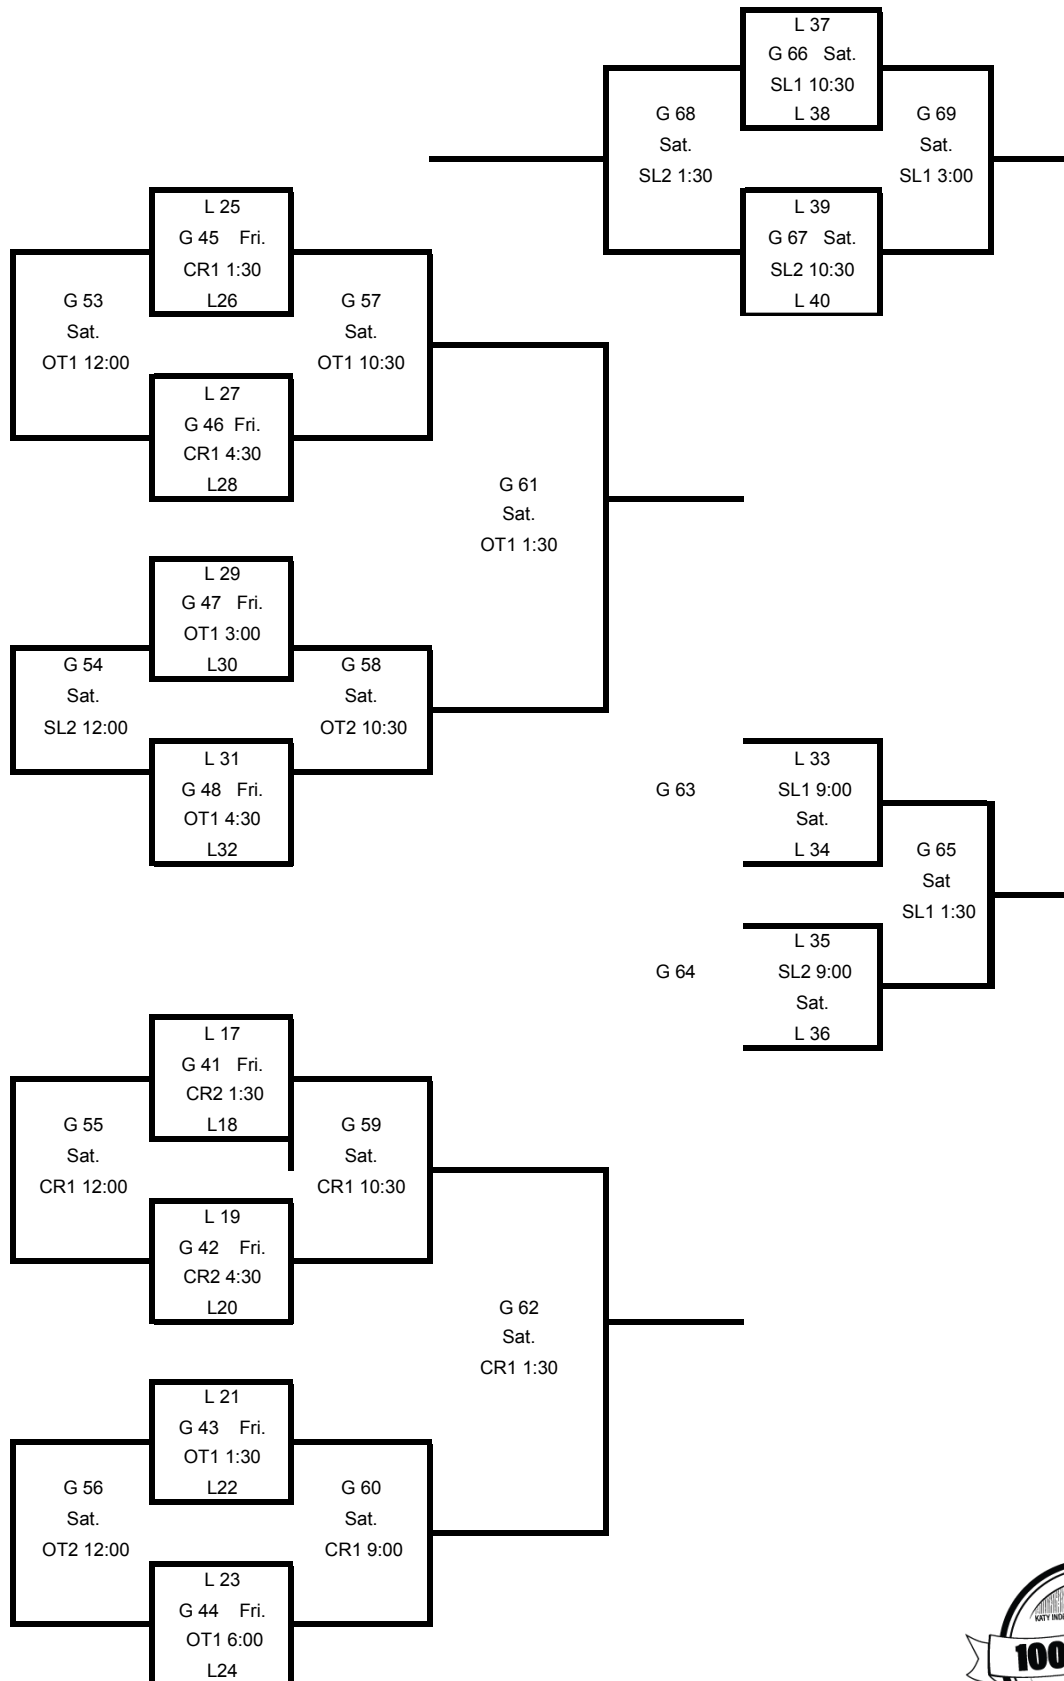 L 37
G 66 Sat.
SL1 10:30
L 38
G 68
Sat.
SL2 1:30
G 69
Sat.
SL1 3:00
L 39
G 67 Sat.
SL2 10:30
L 40
L 25
G 45 Fri.
CR1 1:30
L26
G 53
Sat.
OT1 12:00
G 57
Sat.
OT1 10:30
L 27
G 46 Fri.
CR1 4:30
L28
G 61
Sat.
OT1 1:30
L 29
G 47 Fri.
OT1 3:00
L30
G 54
Sat.
SL2 12:00
G 58
Sat.
OT2 10:30
L 31
G 48 Fri.
OT1 4:30
L32
G 63
L 33
SL1 9:00
Sat.
L 34
G 65
Sat
SL1 1:30
G 64
L 35
SL2 9:00
Sat.
L 36
L 17
G 41 Fri.
CR2 1:30
L18
G 55
Sat.
CR1 12:00
G 59
Sat.
CR1 10:30
L 19
G 42 Fri.
CR2 4:30
L20
G 62
Sat.
CR1 1:30
L 21
G 43 Fri.
OT1 1:30
L22
G 56
Sat.
OT2 12:00
G 60
Sat.
CR1 9:00
L 23
G 44 Fri.
OT1 6:00
L24
KATY
100